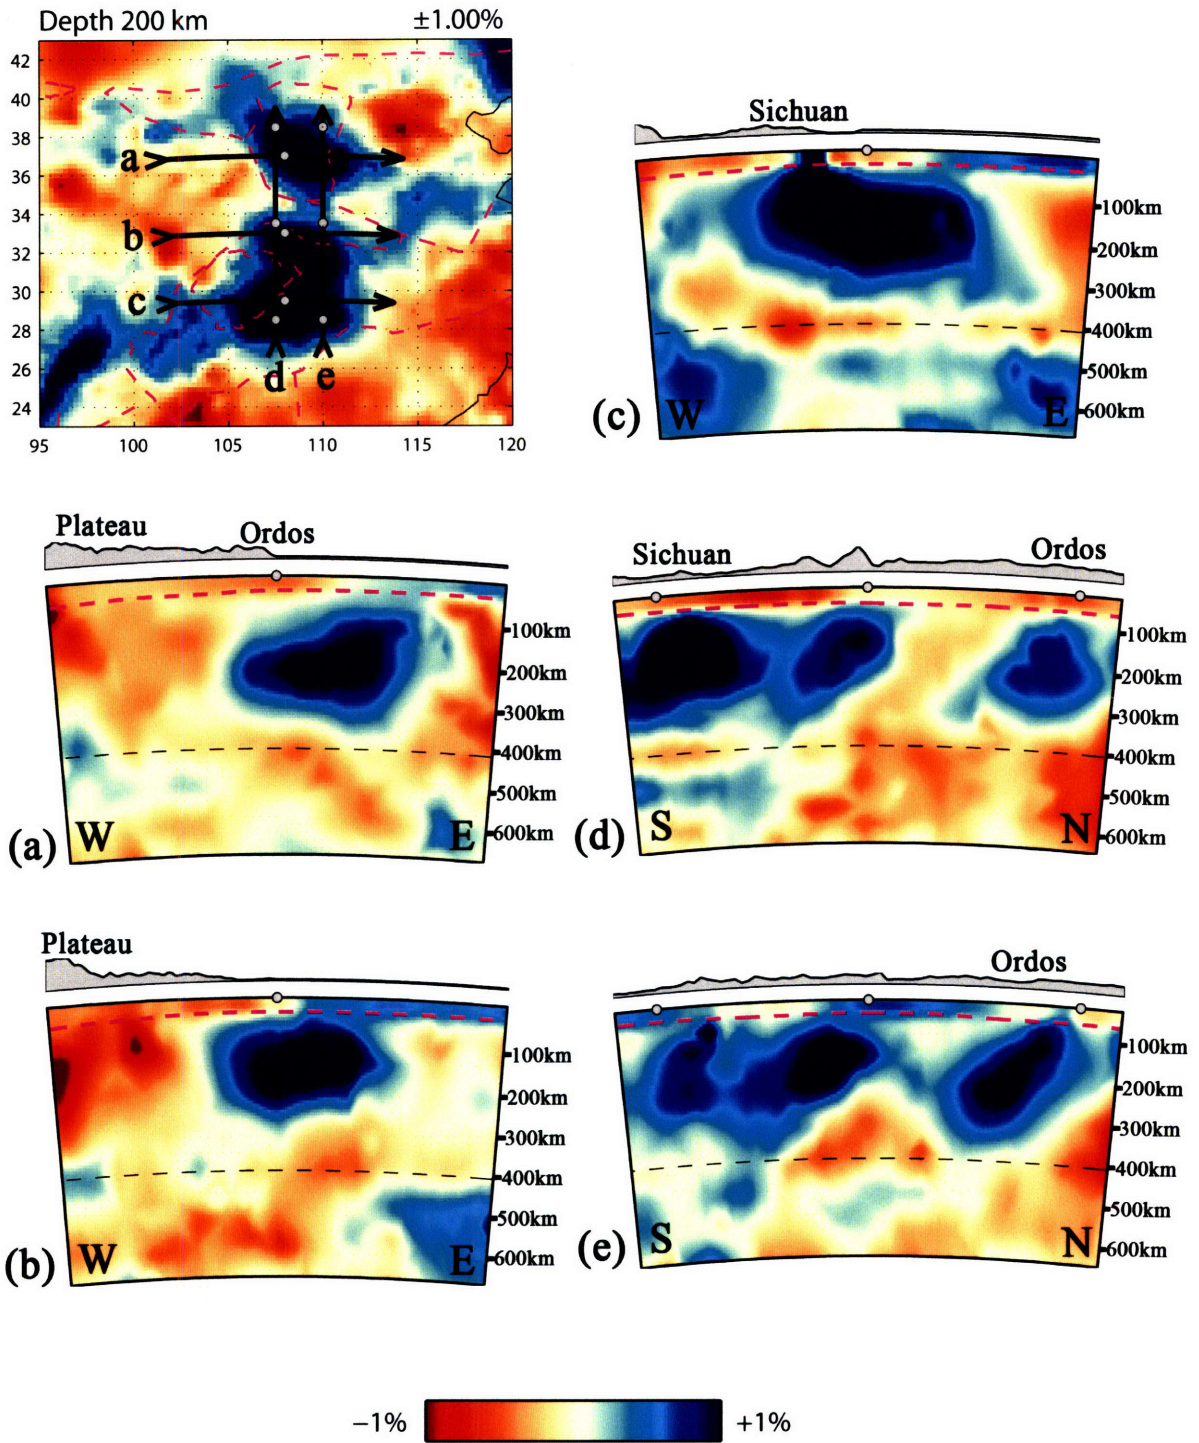 Depth 200 km ±1.00%
42
40
38
36
34
32
30
28
26
24
95 100 105 110 115 120
a
b
c
d e
Sichuan
100km
200km
300km
400km
500km
600km
(c) W E
Plateau Ordos
100km
200km
300km
400km
500km
600km
(a) W E
Sichuan Ordos
100km
200km
300km
400km
500km
600km
(d) S N
Plateau
100km
200km
300km
400km
500km
600km
(b) W E
Ordos
100km
200km
300km
400km
500km
600km
(e) S N
−1% +1%